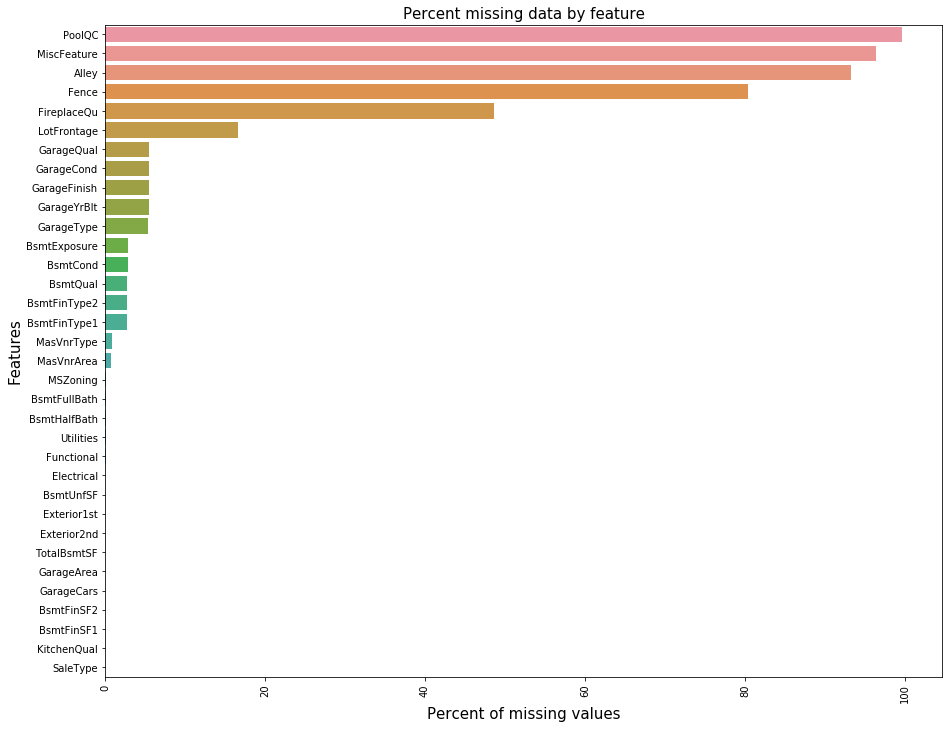 Percent missing data by feature
PoolQC
MiscFeature
Alley
Fence
FireplaceQu
LotFrontage
GarageQual
GarageCond
GarageFinish
GarageYrBlt
GarageType
BsmtExposure
BsmtCond
BsmtQual
BsmtFinType2
BsmtFinType1
MasVnrType
MasVnrArea
MSZoning
BsmtFullBath
BsmtHalfBath
Utilities
Functional
Electrical
BsmtUnfSF
Exterior1st
Exterior2nd
TotalBsmtSF
GarageArea
GarageCars
BsmtFinSF2
BsmtFinSF1
KitchenQual
SaleType
Features
0 20 40 60 80 100
Percent of missing values